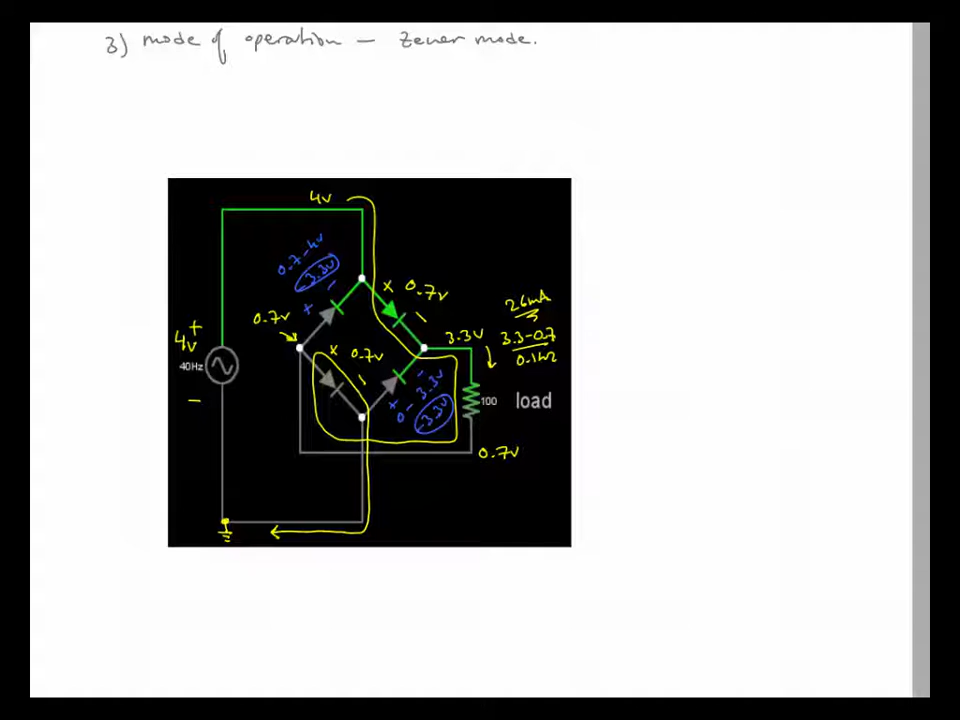 3) mode of operation — Zener mode.
4v
0.7-4v
-3.3v
+ -
+ 0.7v -
0.7v
26mA
3.3v
3.3-0.7
0.1kΩ
+
4v
40Hz
-
+ 0.7v -
+ -
0-3.3v
-3.3v
100
load
0.7v